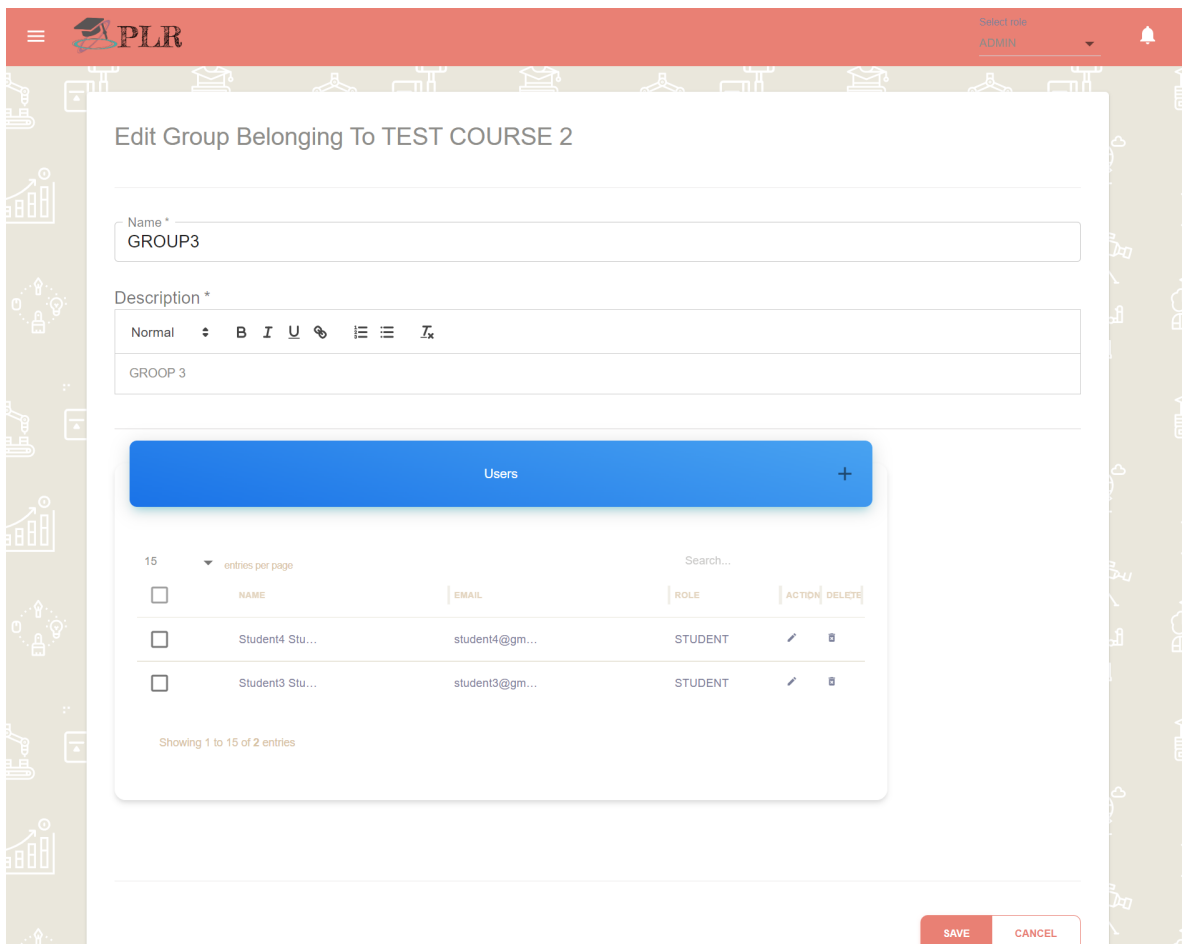 PLR
Select role
ADMIN
Edit Group Belonging To TEST COURSE 2
Name *
GROUP3
Description *
Normal B I U
GROOP 3
Users +
15 entries per page Search...
NAME EMAIL ROLE ACTION DELETE
Student4 Stu... student4@gm... STUDENT
Student3 Stu... student3@gm... STUDENT
Showing 1 to 15 of 2 entries
SAVE CANCEL